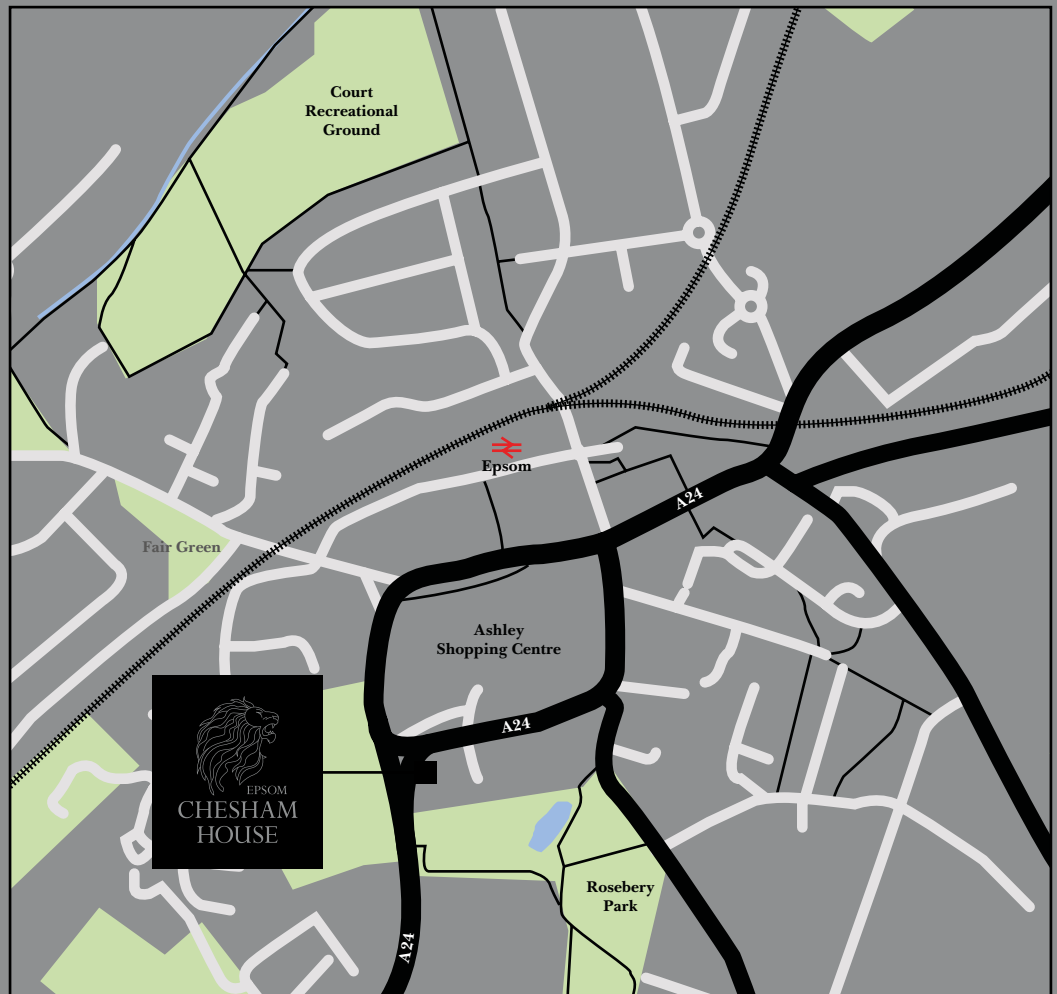 Court
Recreational
Ground
Epsom
A24
Fair Green
Ashley
Shopping Centre
A24
EPSOM
CHESHAM
HOUSE
Rosebery
Park
A24